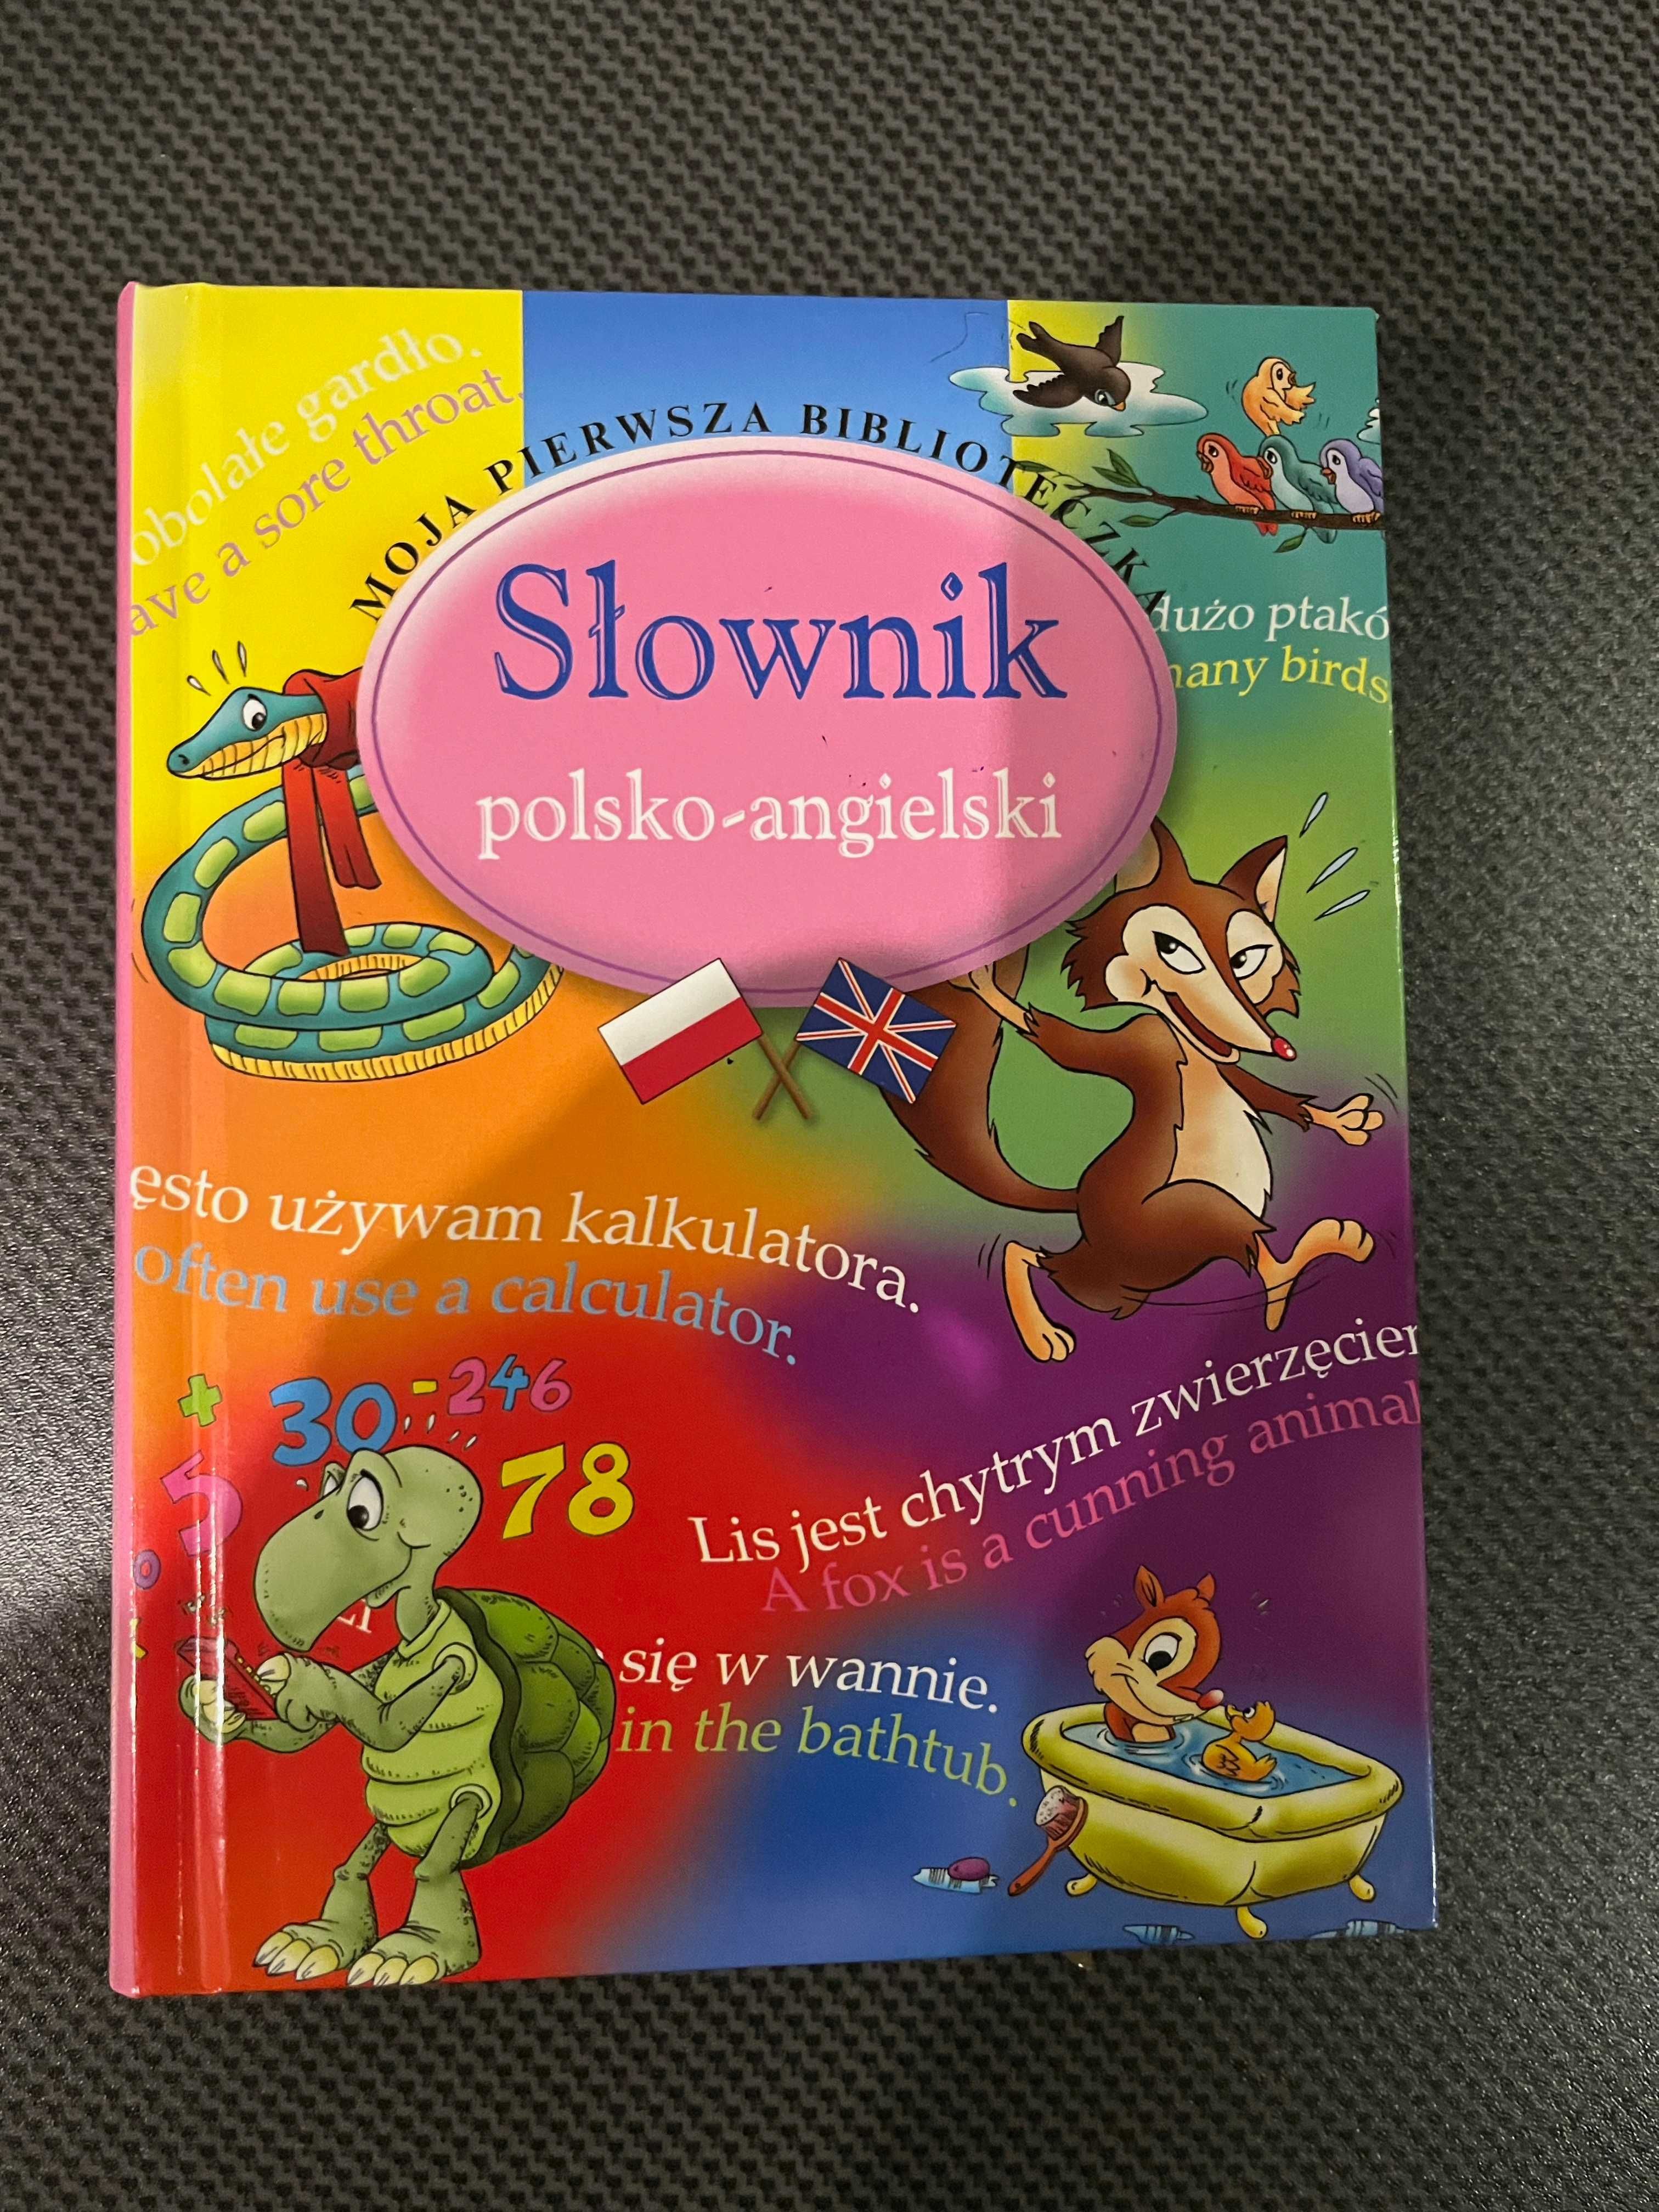 obolałe gardło.
ave a sore throat.
MOJA PIERWSZA BIBLIOTECZKA
Słownik
polsko-angielski
dużo ptakó
many birds
ęsto używam kalkulatora.
often use a calculator.
+ 30 - 246
5 78
Lis jest chytrym zwierzęciem
A fox is a cunning animal
się w wannie.
in the bathtub.